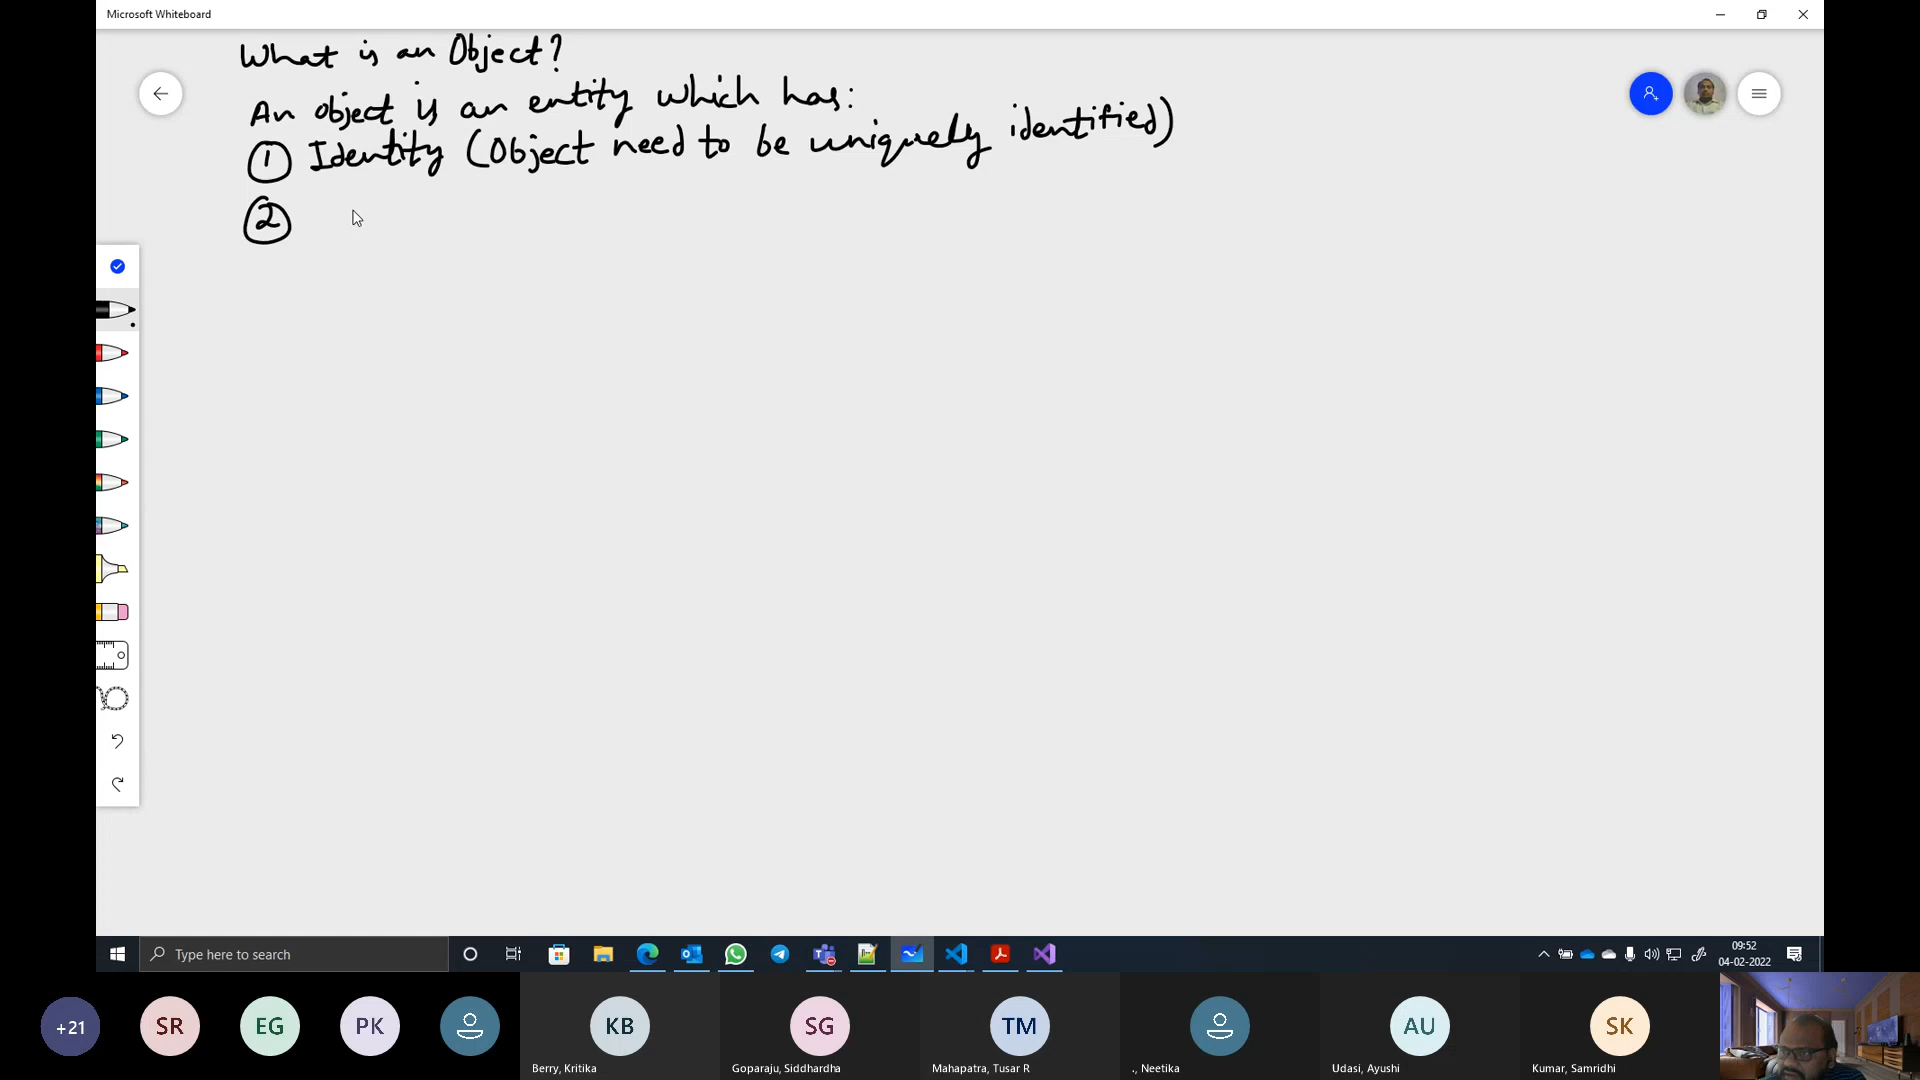 Microsoft Whiteboard
What is an Object?
An object is an entity which has:
① Identity (Object need to be uniquely identified)
②
Type here to search
09:52
04-02-2022
+21
SR
EG
PK
KB
SG
TM
AU
SK
Berry, Kritika
Goparaju, Siddhardha
Mahapatra, Tusar R
., Neetika
Udasi, Ayushi
Kumar, Samridhi